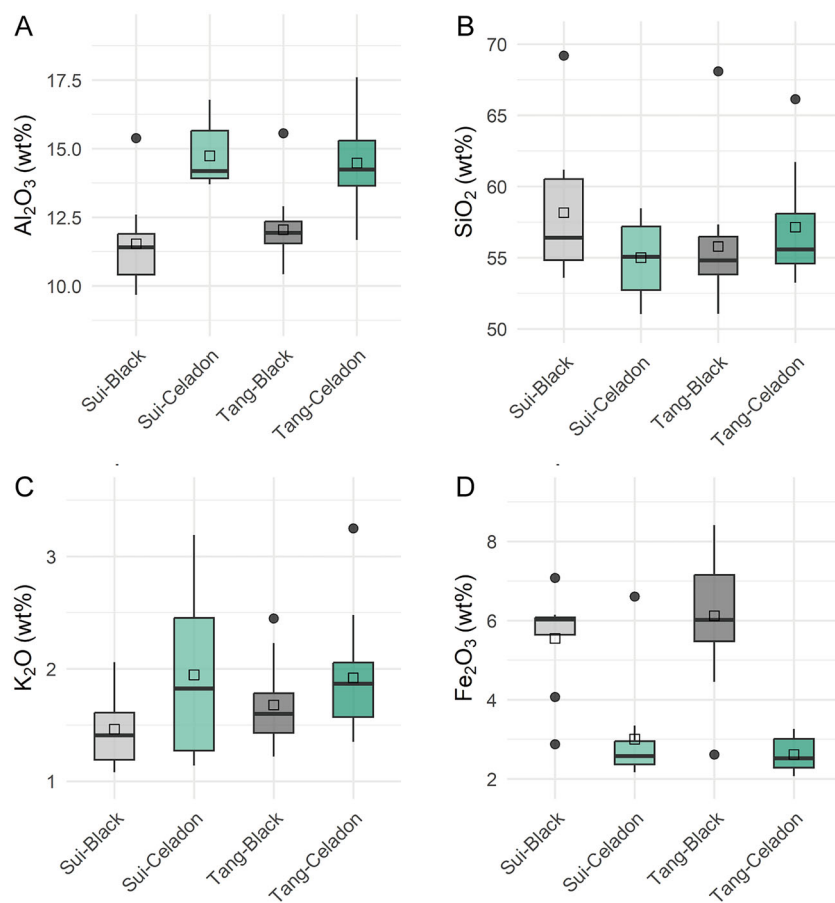 A
Al₂O₃ (wt%)
17.5
15.0
12.5
10.0
Sui-Black
Sui-Celadon
Tang-Black
Tang-Celadon
B
SiO₂ (wt%)
70
65
60
55
50
Sui-Black
Sui-Celadon
Tang-Black
Tang-Celadon
C
K₂O (wt%)
3
2
1
Sui-Black
Sui-Celadon
Tang-Black
Tang-Celadon
D
Fe₂O₃ (wt%)
8
6
4
2
Sui-Black
Sui-Celadon
Tang-Black
Tang-Celadon